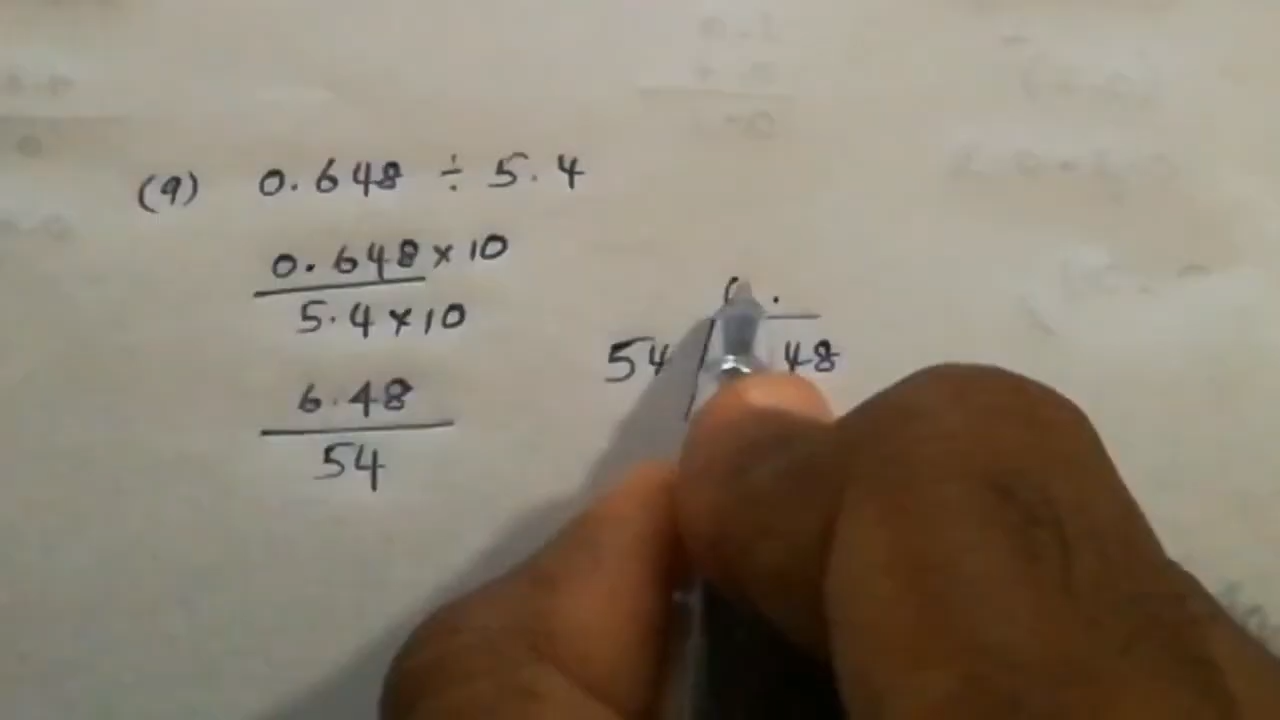 (9) 0.648 ÷ 5.4
0.648 × 10
5.4 × 10
6.48
54
54 48